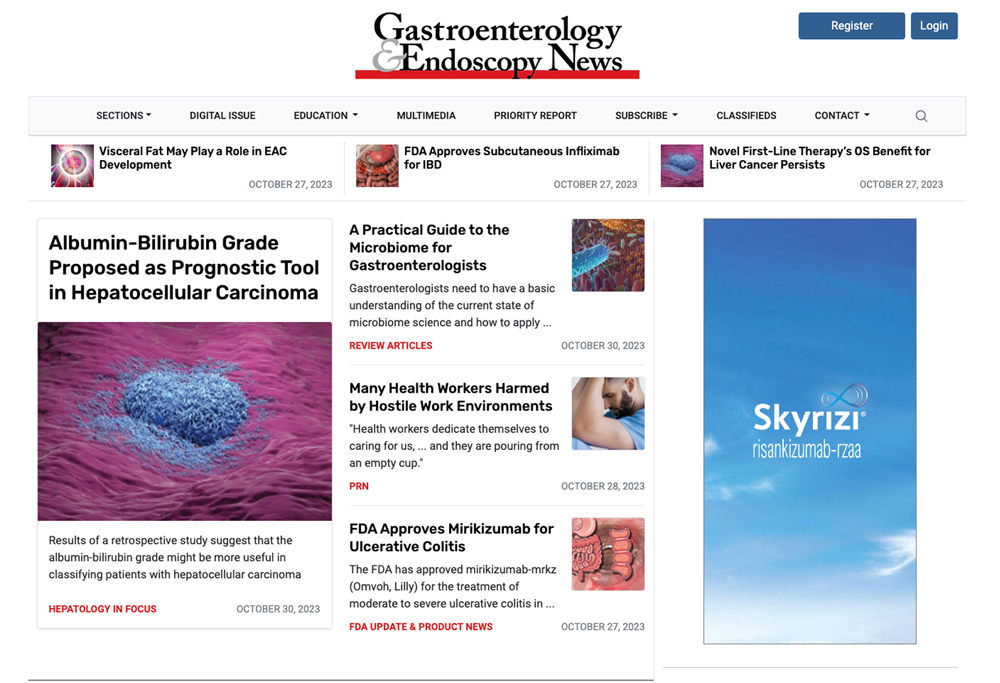 Gastroenterology
& Endoscopy News
Register
Login
SECTIONS
DIGITAL ISSUE
EDUCATION
MULTIMEDIA
PRIORITY REPORT
SUBSCRIBE
CLASSIFIEDS
CONTACT
Visceral Fat May Play a Role in EAC
Development
OCTOBER 27, 2023
FDA Approves Subcutaneous Infliximab
for IBD
OCTOBER 27, 2023
Novel First-Line Therapy's OS Benefit for
Liver Cancer Persists
OCTOBER 27, 2023
Albumin-Bilirubin Grade
Proposed as Prognostic Tool
in Hepatocellular Carcinoma
Results of a retrospective study suggest that the
albumin-bilirubin grade might be more useful in
classifying patients with hepatocellular carcinoma
HEPATOLOGY IN FOCUS
OCTOBER 30, 2023
A Practical Guide to the
Microbiome for
Gastroenterologists
Gastroenterologists need to have a basic
understanding of the current state of
microbiome science and how to apply ...
REVIEW ARTICLES
OCTOBER 30, 2023
Many Health Workers Harmed
by Hostile Work Environments
"Health workers dedicate themselves to
caring for us, ... and they are pouring from
an empty cup."
PRN
OCTOBER 28, 2023
FDA Approves Mirikizumab for
Ulcerative Colitis
The FDA has approved mirikizumab-mrkz
(Omvoh, Lilly) for the treatment of
moderate to severe ulcerative colitis in ...
FDA UPDATE & PRODUCT NEWS
OCTOBER 27, 2023
Skyrizi®
risankizumab-rzaa